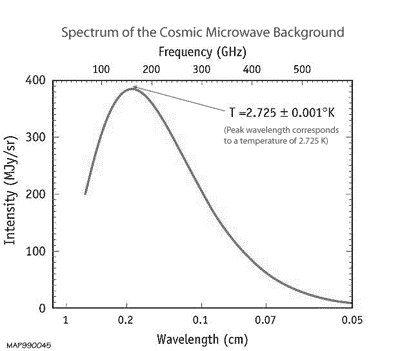 Spectrum of the Cosmic Microwave Background
Frequency (GHz)
100 200 300 400 500
400
300
200
100
0
Intensity (MJy/sr)
T =2.725 ± 0.001°K
(Peak wavelength corresponds
to a temperature of 2.725 K)
1 0.2 0.1 0.07 0.05
Wavelength (cm)
MAP990045